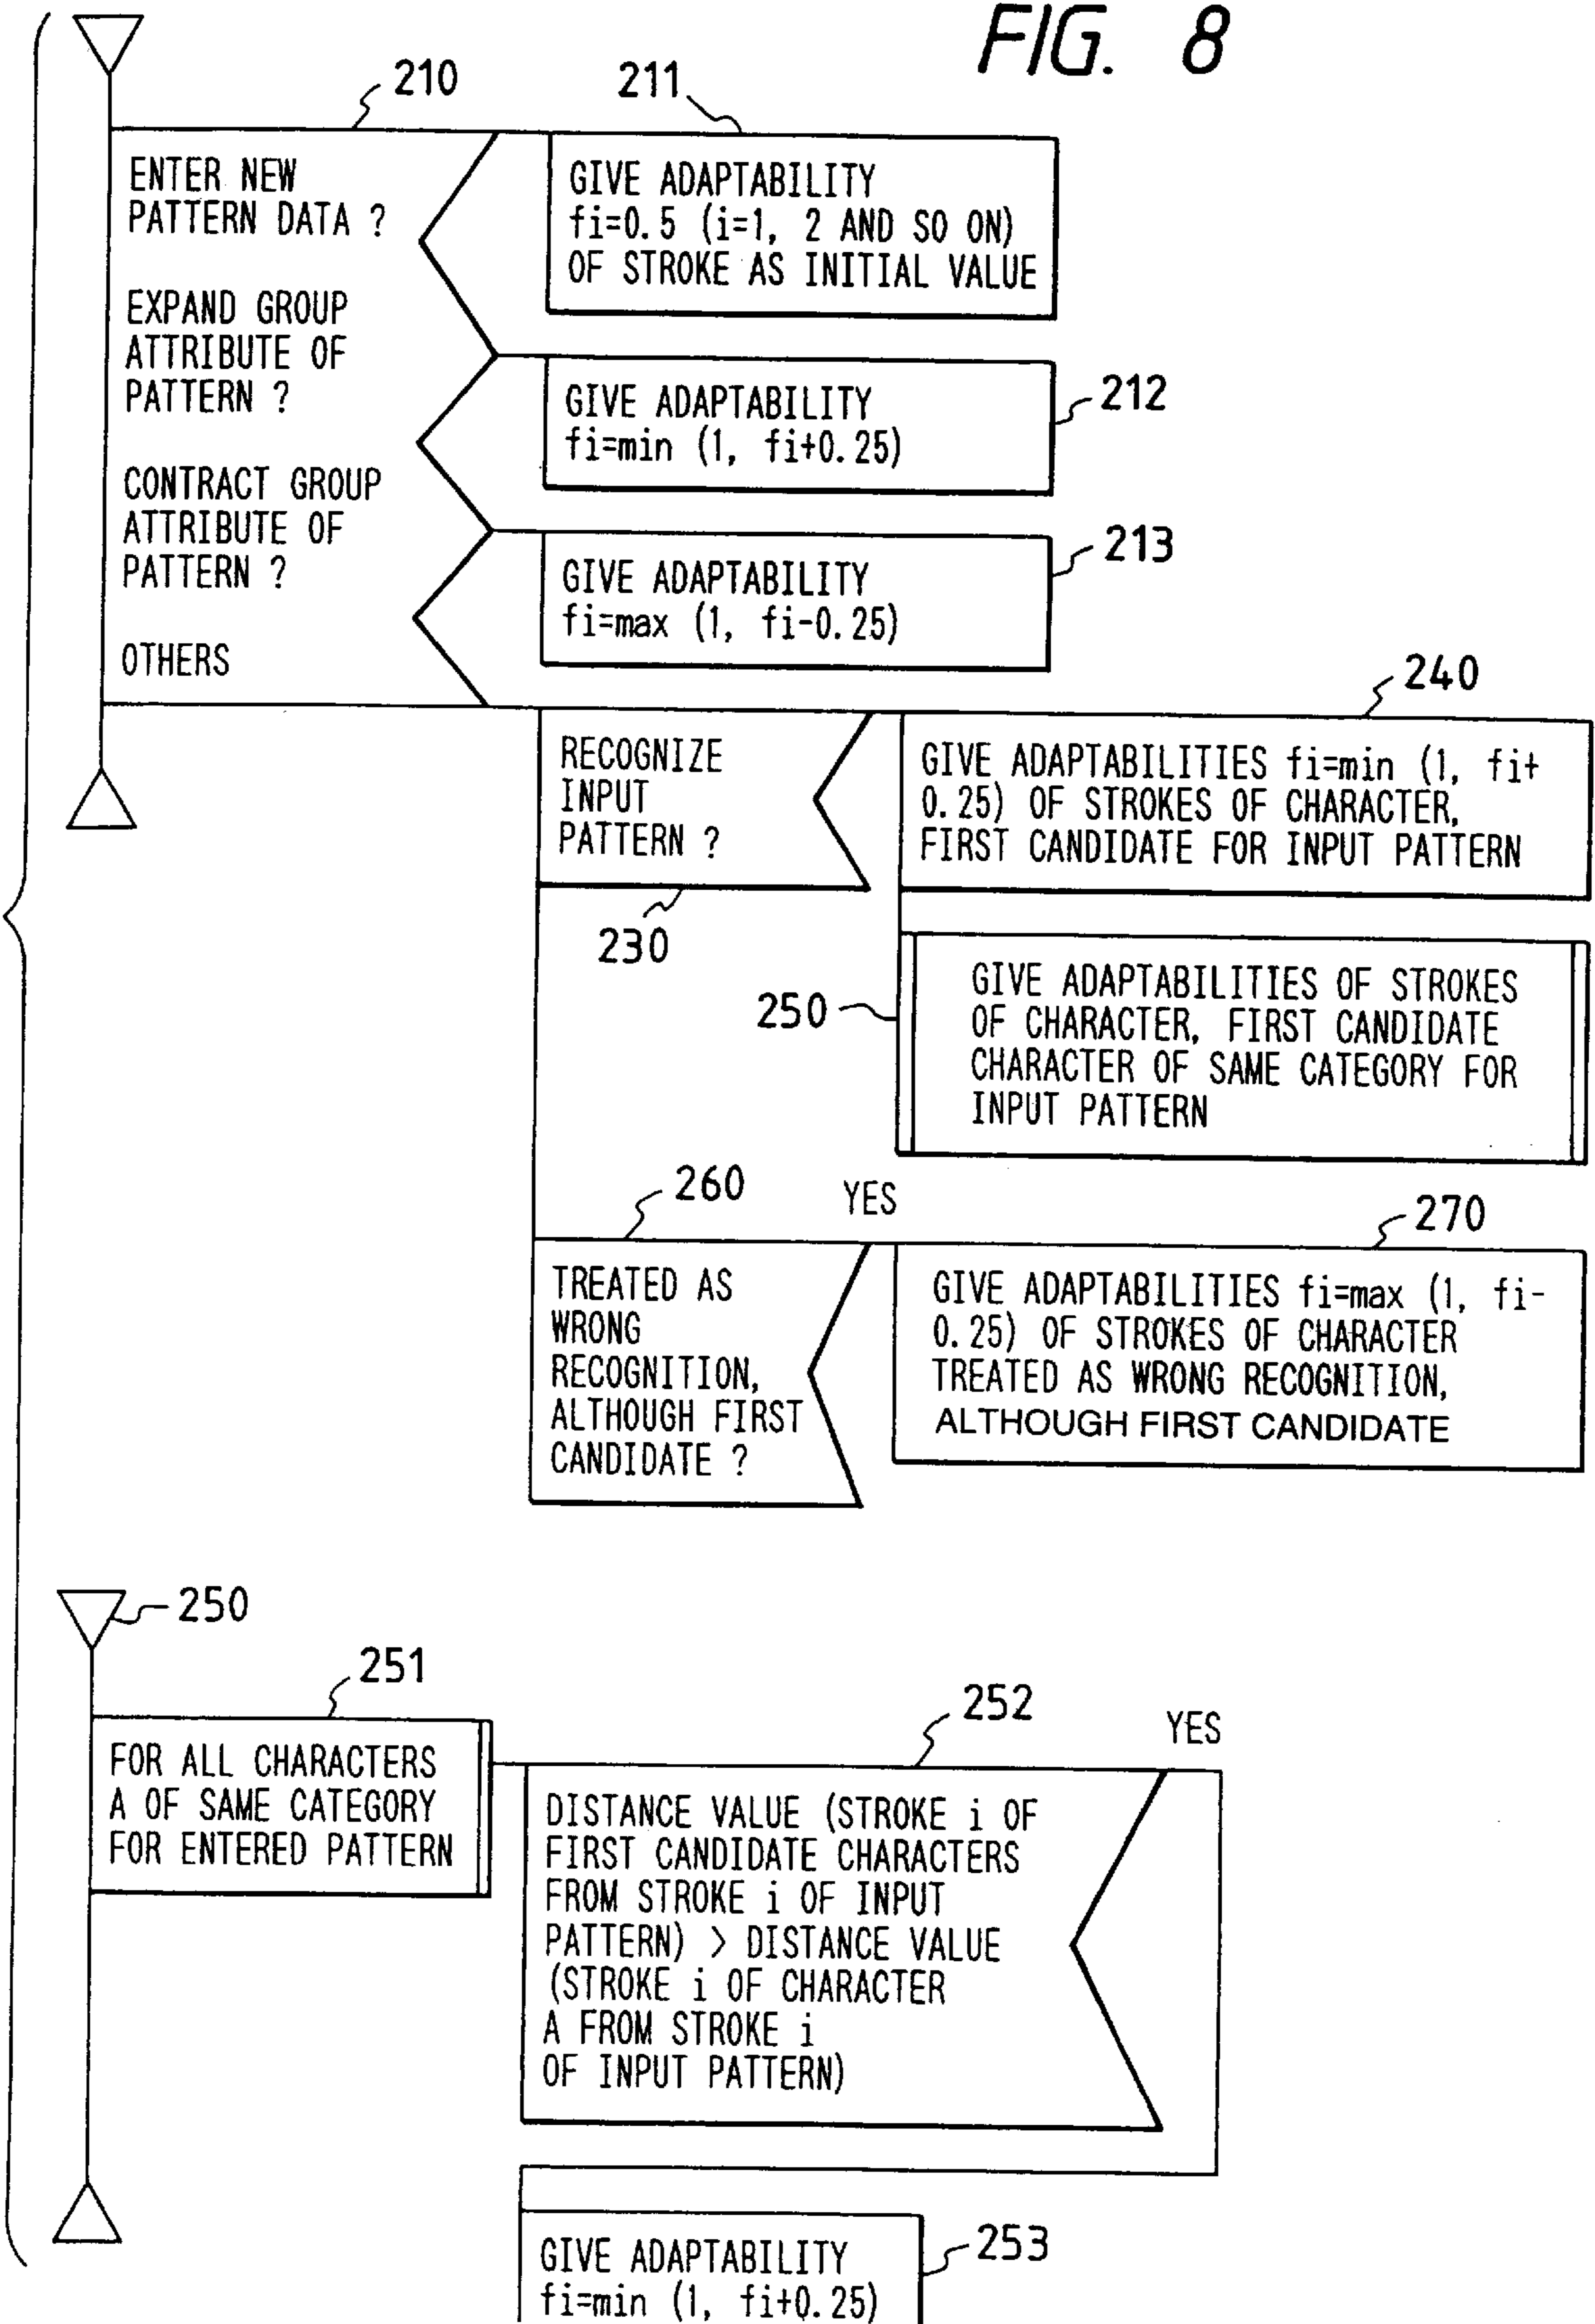 FIG. 8
210
211
ENTER NEW
PATTERN DATA ?
EXPAND GROUP
ATTRIBUTE OF
PATTERN ?
CONTRACT GROUP
ATTRIBUTE OF
PATTERN ?
OTHERS
GIVE ADAPTABILITY
fi=0.5 (i=1, 2 AND SO ON)
OF STROKE AS INITIAL VALUE
GIVE ADAPTABILITY
fi=min (1, fi+0.25)
212
GIVE ADAPTABILITY
fi=max (1, fi-0.25)
213
240
RECOGNIZE
INPUT
PATTERN ?
230
GIVE ADAPTABILITIES fi=min (1, fi+
0.25) OF STROKES OF CHARACTER,
FIRST CANDIDATE FOR INPUT PATTERN
250
GIVE ADAPTABILITIES OF STROKES
OF CHARACTER, FIRST CANDIDATE
CHARACTER OF SAME CATEGORY FOR
INPUT PATTERN
260
YES
270
TREATED AS
WRONG
RECOGNITION,
ALTHOUGH FIRST
CANDIDATE ?
GIVE ADAPTABILITIES fi=max (1, fi-
0.25) OF STROKES OF CHARACTER
TREATED AS WRONG RECOGNITION,
ALTHOUGH FIRST CANDIDATE
250
251
FOR ALL CHARACTERS
A OF SAME CATEGORY
FOR ENTERED PATTERN
252
YES
DISTANCE VALUE (STROKE i OF
FIRST CANDIDATE CHARACTERS
FROM STROKE i OF INPUT
PATTERN) > DISTANCE VALUE
(STROKE i OF CHARACTER
A FROM STROKE i
OF INPUT PATTERN)
GIVE ADAPTABILITY
fi=min (1, fi+0.25)
253